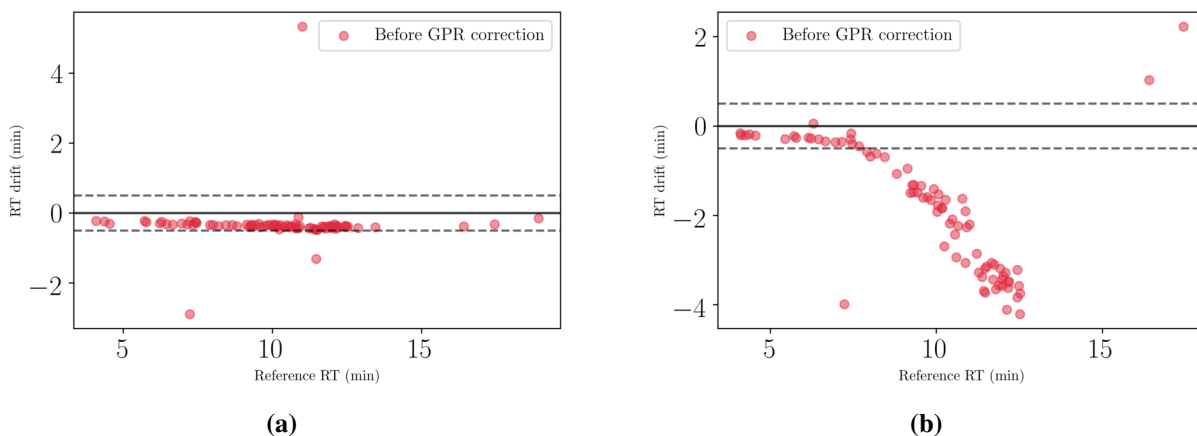 Before GPR correction
4
2
0
−2
RT drift (min)
5
10
15
Reference RT (min)
(a)
Before GPR correction
2
0
−2
−4
RT drift (min)
5
10
15
Reference RT (min)
(b)